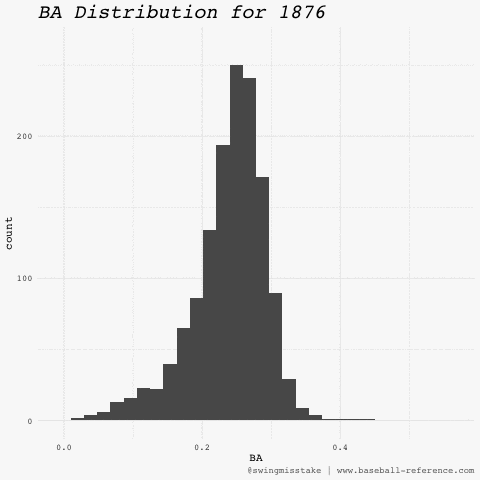 BA Distribution for 1876
200
100
0
count
0.0 0.2 0.4
BA
@swingmisstake | www.baseball-reference.com